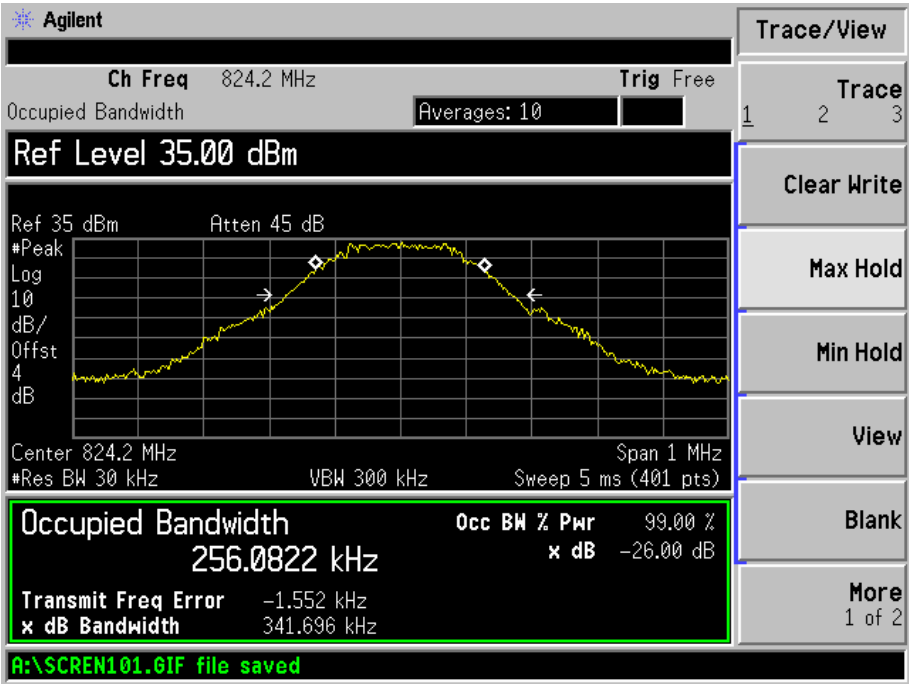 Agilent
Trace/View
Ch Freq 824.2 MHz Trig Free
Occupied Bandwidth Averages: 10
Ref Level 35.00 dBm
Ref 35 dBm Atten 45 dB
#Peak
Log
10
dB/
Offst
4
dB
Center 824.2 MHz Span 1 MHz
#Res BW 30 kHz VBW 300 kHz Sweep 5 ms (401 pts)
Occupied Bandwidth Occ BW % Pwr 99.00 %
256.0822 kHz x dB -26.00 dB
Transmit Freq Error -1.552 kHz
x dB Bandwidth 341.696 kHz
A:\SCREN101.GIF file saved
Trace
1 2 3
Clear Write
Max Hold
Min Hold
View
Blank
More
1 of 2